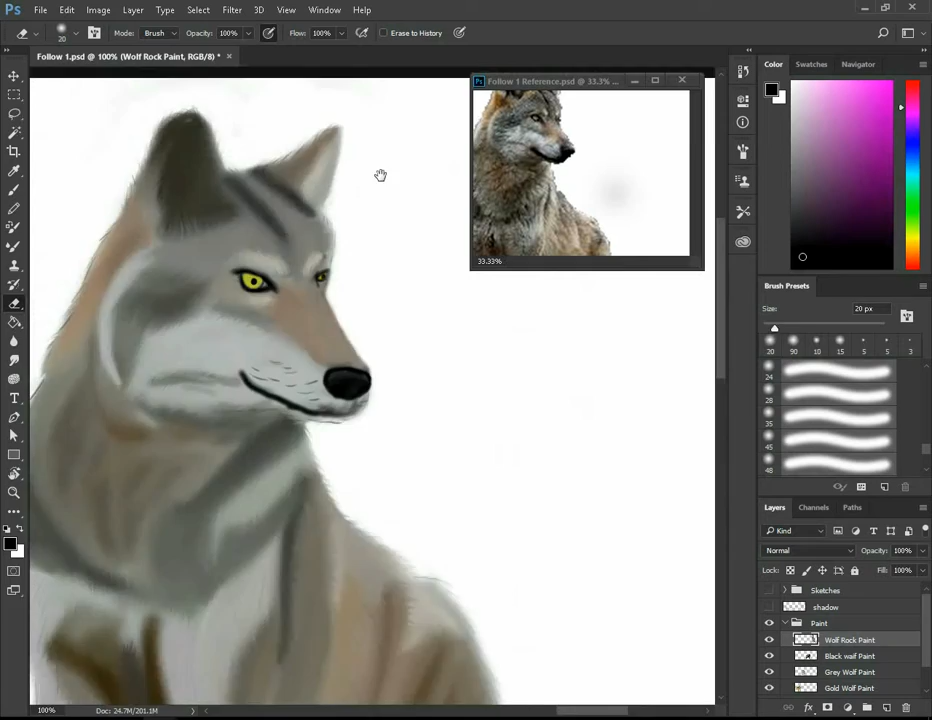 Ps File Edit Image Layer Type Select Filter 3D View Window Help
20 Mode: Brush Opacity: 100% Flow: 100% Erase to History
Follow 1.psd @ 100% (Wolf Rock Paint, RGB/8) * ×
Ps Follow 1 Reference.psd @ 33.3% ...
33.33%
Color Swatches Navigator
Brush Presets
Size: 20 px
20 90 10 15 5 5 3
24
28
35
45
48
Layers Channels Paths
Kind
Normal Opacity: 100%
Lock: Fill: 100%
Sketches
shadow
Paint
Wolf Rock Paint
Black waif Paint
Grey Wolf Paint
Gold Wolf Paint
fx
T
100% Doc: 24.7M/201.1M